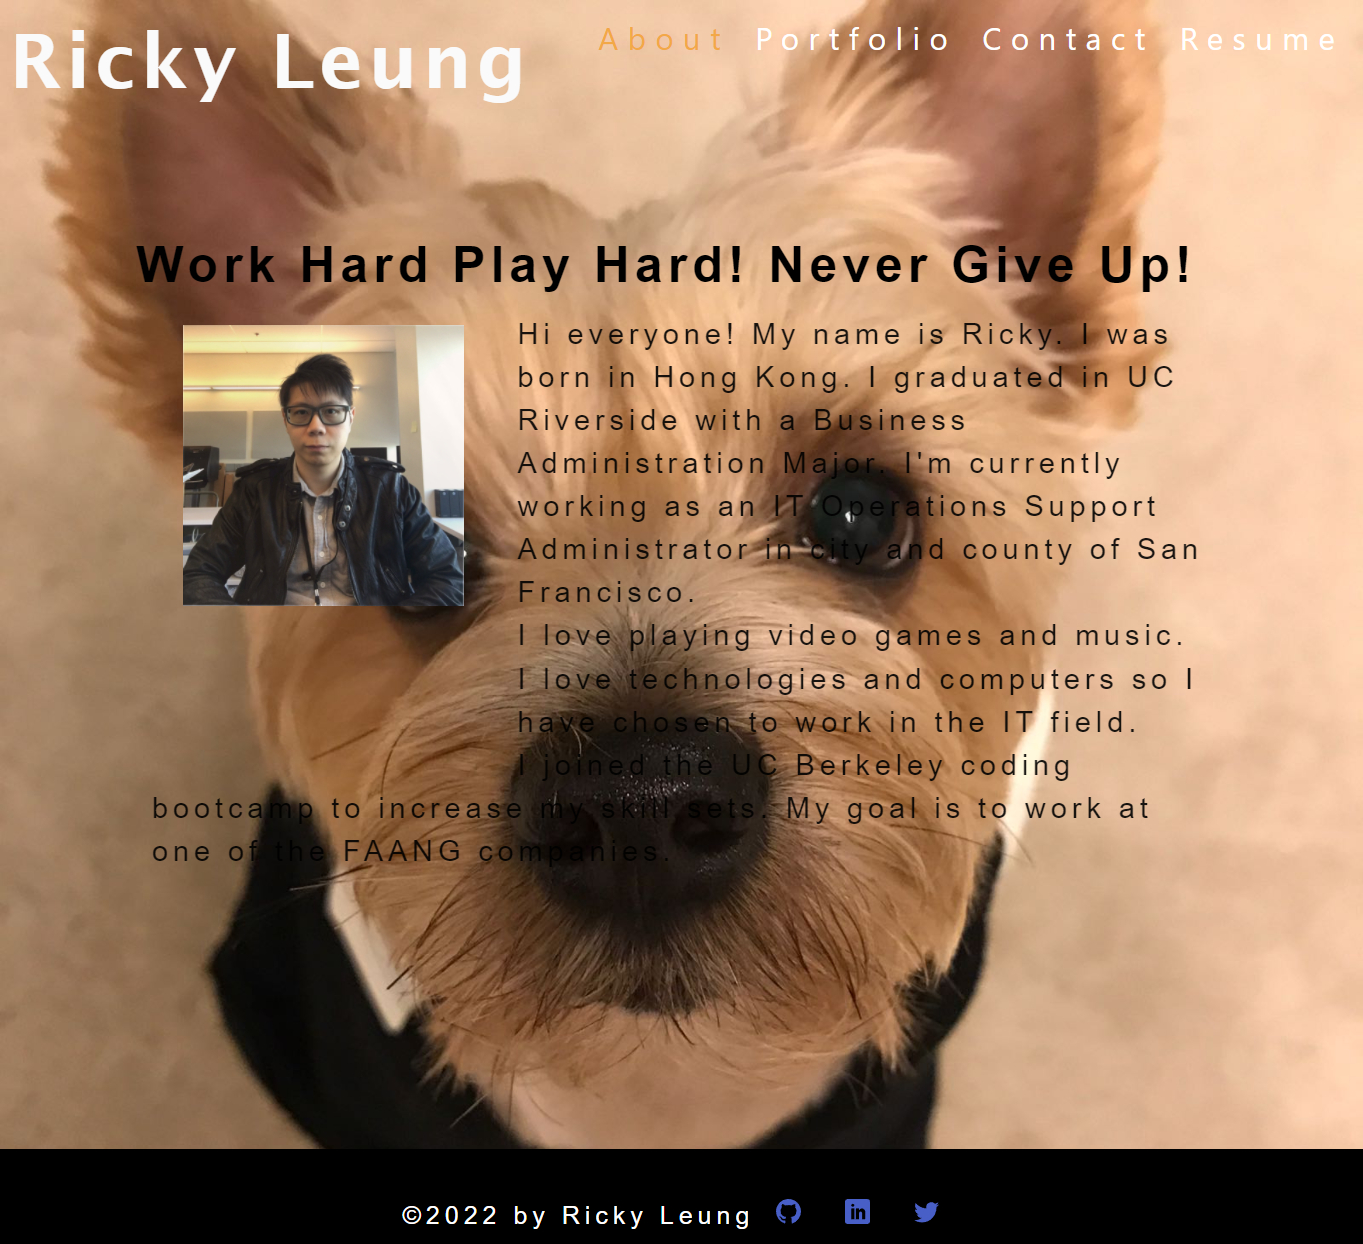 Ricky Leung
About Portfolio Contact Resume
Work Hard Play Hard! Never Give Up!
Hi everyone! My name is Ricky. I was
born in Hong Kong. I graduated in UC
Riverside with a Business
Administration Major. I'm currently
working as an IT Operations Support
Administrator in city and county of San
Francisco.
I love playing video games and music.
I love technologies and computers so I
have chosen to work in the IT field.
I joined the UC Berkeley coding
bootcamp to increase my skill sets. My goal is to work at
one of the FAANG companies.
©2022 by Ricky Leung